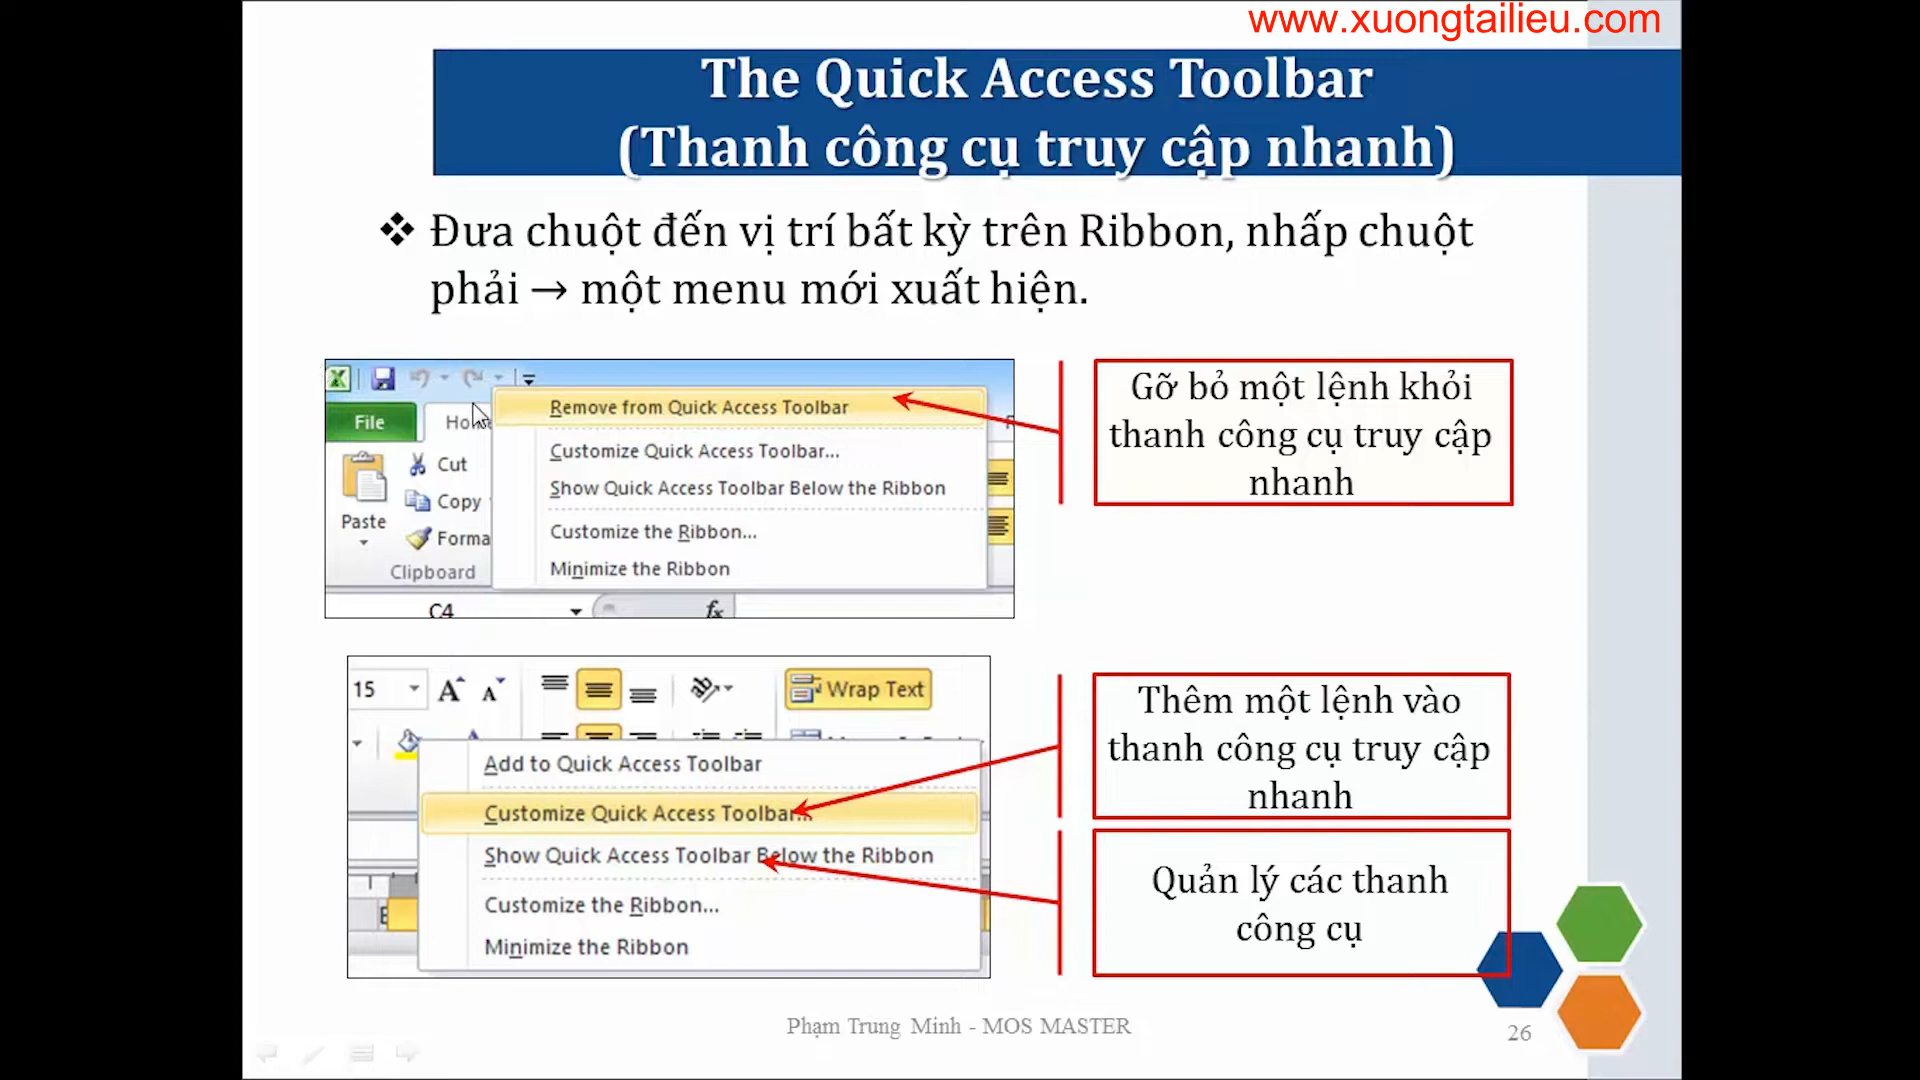 www.xuongtailieu.com
The Quick Access Toolbar
(Thanh công cụ truy cập nhanh)
❖ Đưa chuột đến vị trí bất kỳ trên Ribbon, nhấp chuột
phải → một menu mới xuất hiện.
File
Remove from Quick Access Toolbar
Customize Quick Access Toolbar...
Show Quick Access Toolbar Below the Ribbon
Customize the Ribbon...
Minimize the Ribbon
Cut
Copy
Paste
Forma
Clipboard
C4
fx
Gỡ bỏ một lệnh khỏi
thanh công cụ truy cập
nhanh
15
Wrap Text
Add to Quick Access Toolbar
Customize Quick Access Toolbar...
Show Quick Access Toolbar Below the Ribbon
Customize the Ribbon...
Minimize the Ribbon
Thêm một lệnh vào
thanh công cụ truy cập
nhanh
Quản lý các thanh
công cụ
Phạm Trung Minh - MOS MASTER
26